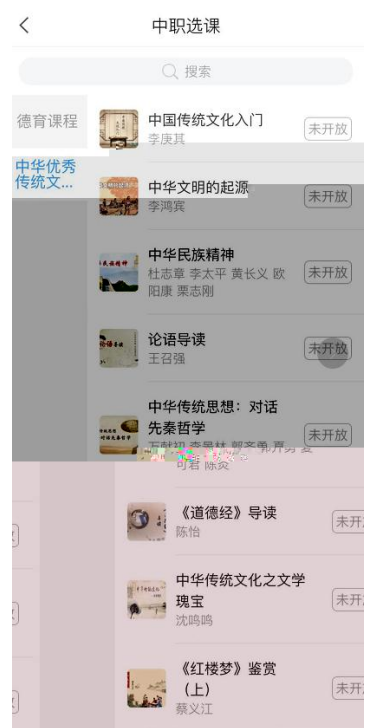 中职选课
搜索
德育课程
中华优秀
传统文...
中国传统文化入门
李庚其
未开放
中华文明的起源
李鸿宾
未开放
中华民族精神
杜志章 李太平 黄长义 欧
阳康 栗志刚
未开放
论语导读
王召强
未开放
中华传统思想：对话
先秦哲学
未开放
可君 陈炎
《道德经》导读
陈怡
未开
中华传统文化之文学
瑰宝
沈鸣鸣
未开
《红楼梦》鉴赏
（上）
蔡义江
未开